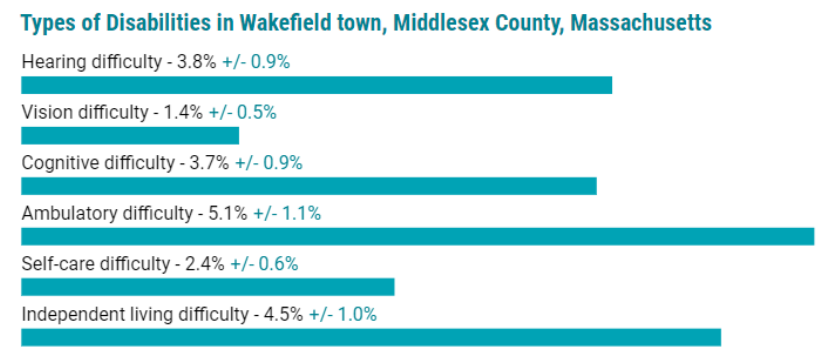 Types of Disabilities in Wakefield town, Middlesex County, Massachusetts
Hearing difficulty - 3.8% +/- 0.9%
Vision difficulty - 1.4% +/- 0.5%
Cognitive difficulty - 3.7% +/- 0.9%
Ambulatory difficulty - 5.1% +/- 1.1%
Self-care difficulty - 2.4% +/- 0.6%
Independent living difficulty - 4.5% +/- 1.0%